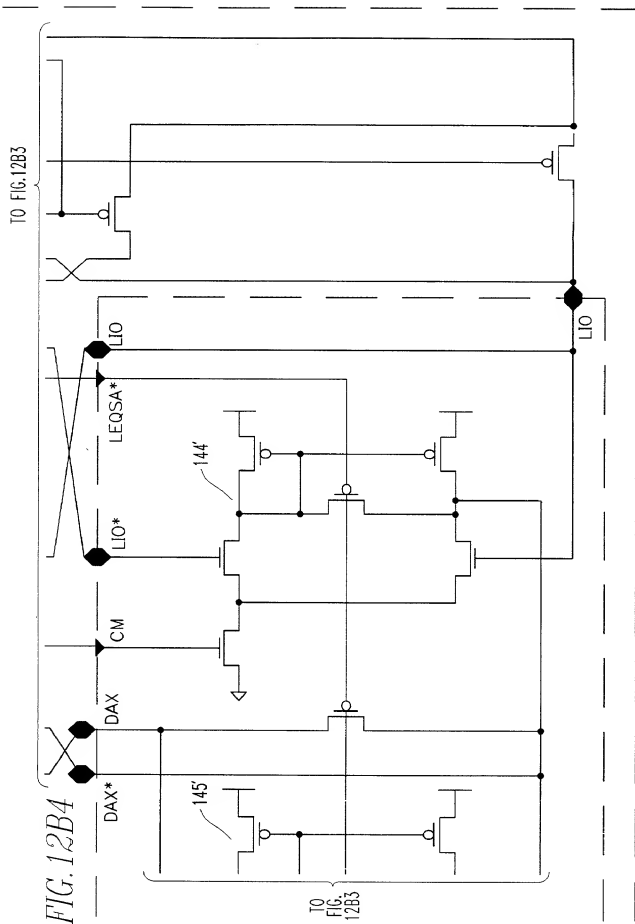 TO FIG.12B3
LIO
LEQSA*
LIO*
CM
DAX
DAX*
LIO
144'
145'
TO
FIG.
12B3
FIG.12B4